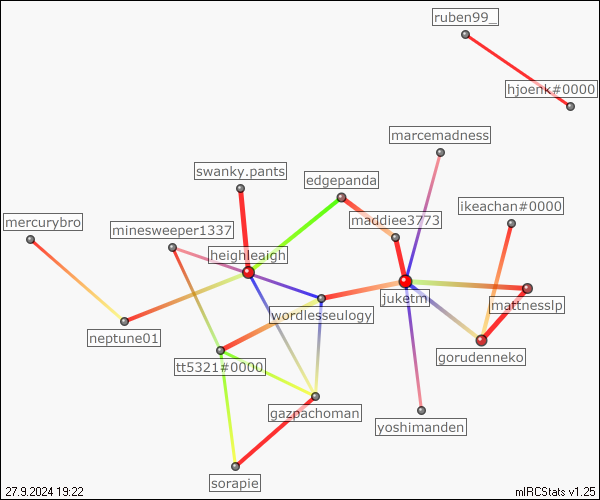 ruben99_
hjoenk#0000
marcemadness
swanky.pants
edgepanda
ikeachan#0000
maddiee3773
mercurybro
minesweeper1337
heighleaigh
juketm
mattnesslp
wordlesseulogy
neptune01
gorudenneko
tt5321#0000
gazpachoman
yoshimanden
sorapie
27.9.2024 19:22
mIRCStats v1.25